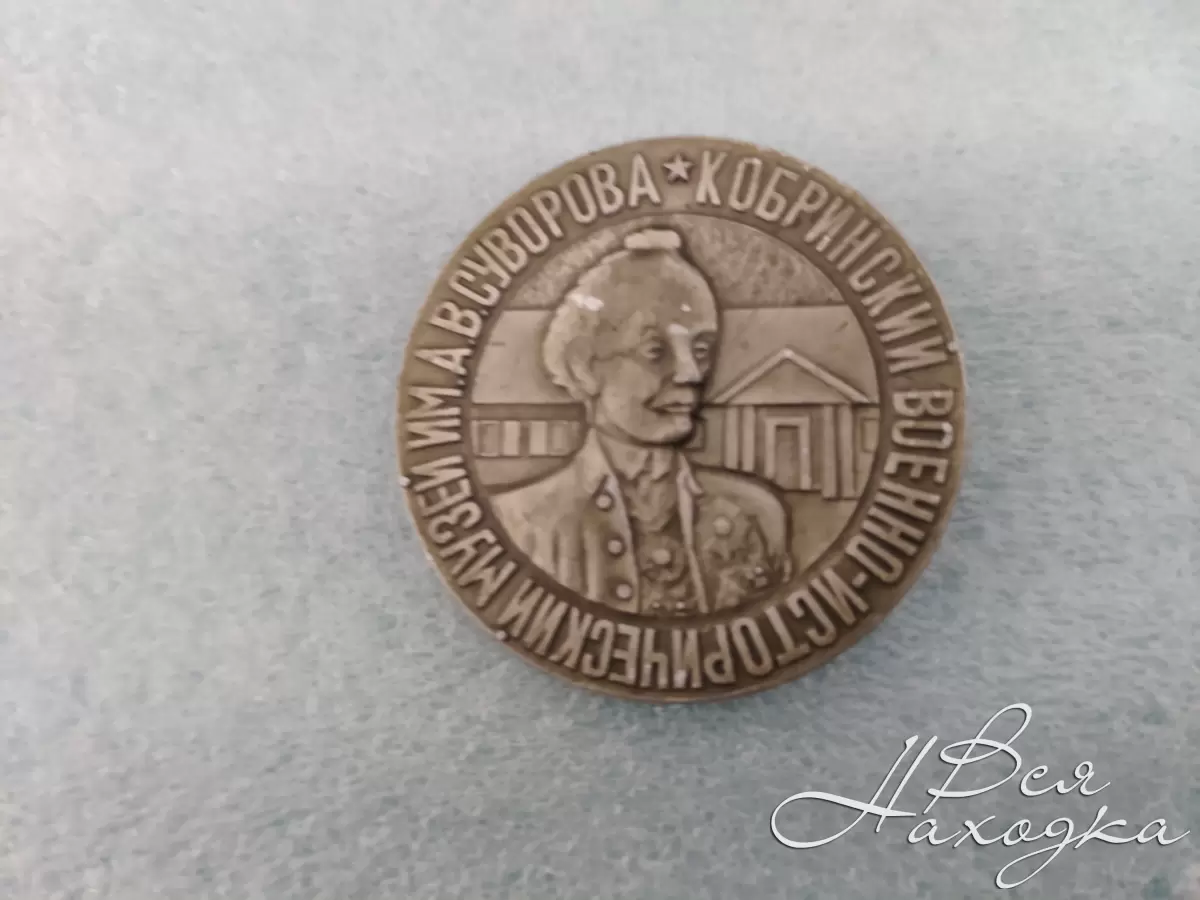 ★ КОБРИНСКИЙ ВОЕННО-ИСТОРИЧЕСКИЙ МУЗЕЙ ИМ. А.В.СУВОРОВА
Вся
Находка